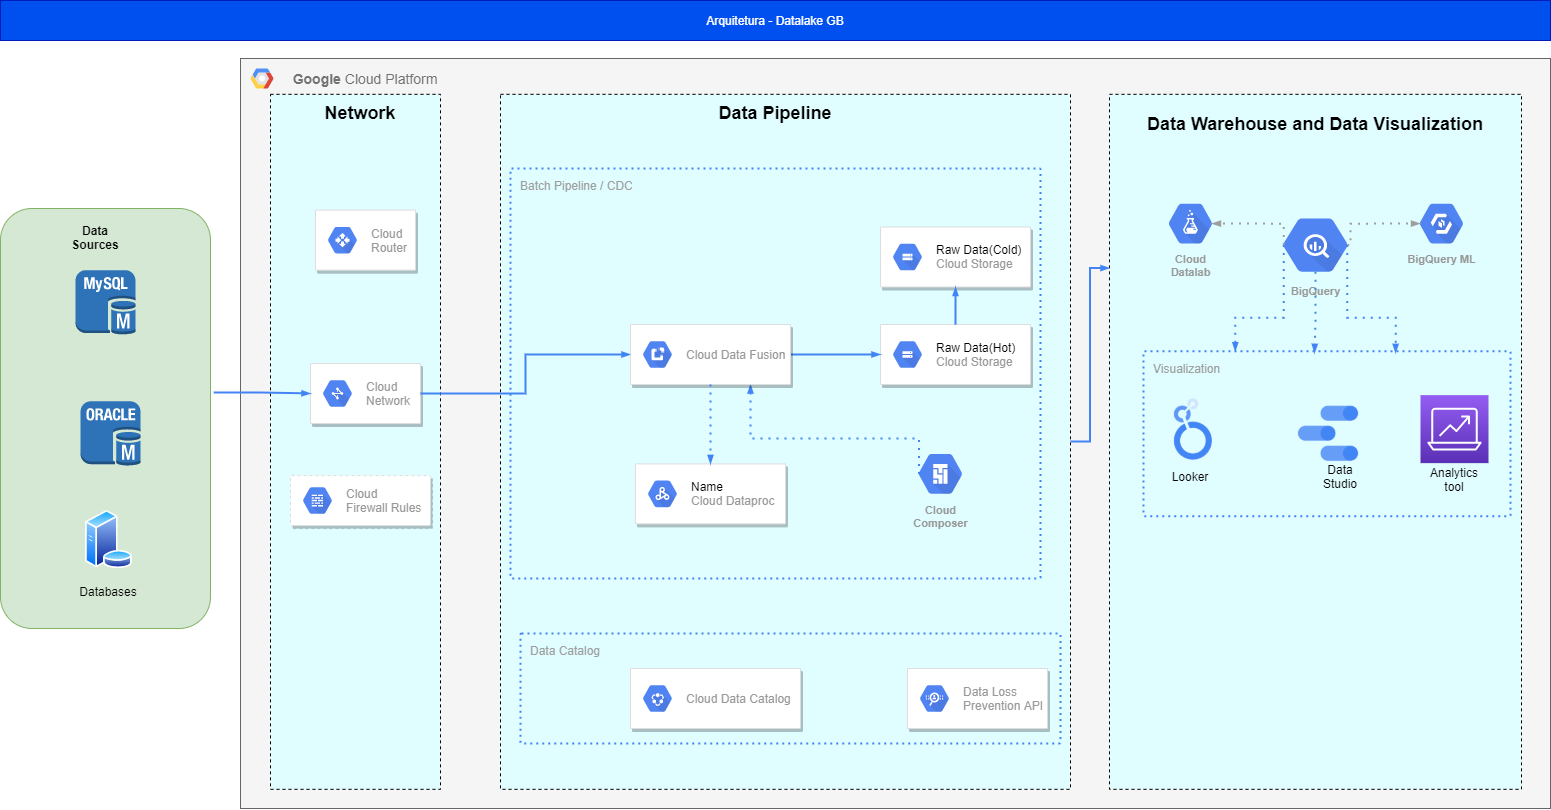 Arquitetura - Datalake GB
Google Cloud Platform
Network
Data Pipeline
Data Warehouse and Data Visualization
Data
Sources
MySQL
M
ORACLE
M
Databases
Cloud
Router
Cloud
Network
Cloud
Firewall Rules
Batch Pipeline / CDC
Raw Data(Cold)
Cloud Storage
Cloud Data Fusion
Raw Data(Hot)
Cloud Storage
Name
Cloud Dataproc
Cloud
Composer
Data Catalog
Cloud Data Catalog
Data Loss
Prevention API
Cloud
Datalab
BigQuery
BigQuery ML
Visualization
Looker
Data
Studio
Analytics
tool